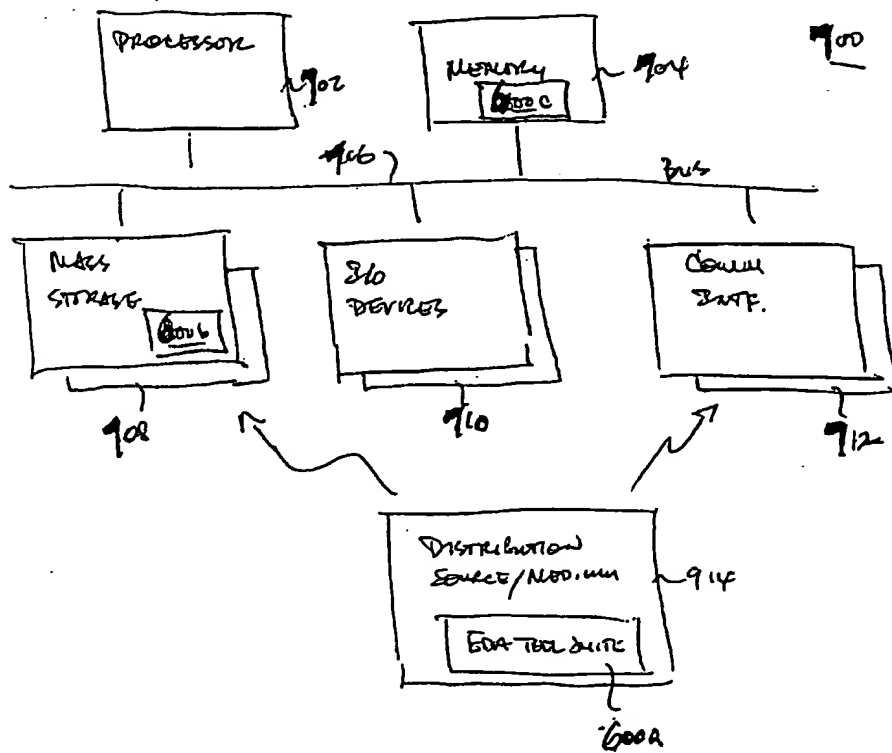 PROCESSOR
902
MEMORY
600c
904
900
906
BUS
MASS
STORAGE
600b
908
I/O
DEVICES
910
COMM
INTF.
912
DISTRIBUTION
SOURCE/MEDIUM
914
EDA TOOL SUITE
600a